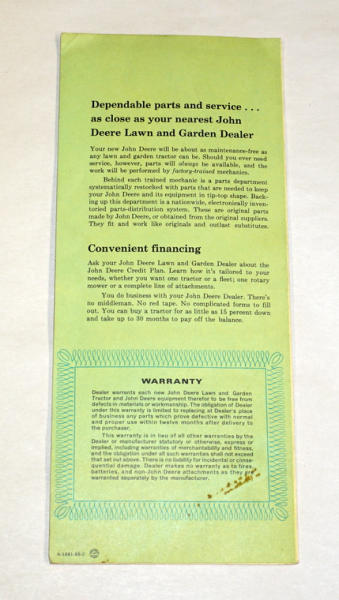 Dependable parts and service . . .
as close as your nearest John
Deere Lawn and Garden Dealer
Your new John Deere will be about as maintenance-free as
any lawn and garden tractor can be. Should you ever need
service, however, parts will always be available, and the
work will be performed by factory-trained mechanics.
Behind each trained mechanic is a parts department
systematically restocked with parts that are needed to keep
your John Deere and its equipment in tip-top shape. Back-
ing up this department is a nationwide, electronically inven-
toried parts-distribution system. These are original parts
made by John Deere, or obtained from the original suppliers.
They fit and work like originals and outlast substitutes.
Convenient financing
Ask your John Deere Lawn and Garden Dealer about the
John Deere Credit Plan. Learn how it's tailored to your
needs, whether you want one tractor or a fleet; one rotary
mower or a complete line of attachments.
You do business with your John Deere Dealer. There's
no middleman. No red tape. No complicated forms to fill
out. You can buy a tractor for as little as 15 percent down
and take up to 30 months to pay off the balance.
WARRANTY
Dealer warrants each new John Deere Lawn and Garden
Tractor and John Deere equipment therefor to be free from
defects in materials or workmanship. The obligation of Dealer
under this warranty is limited to replacing at Dealer's place
of business any parts which prove defective with normal
and proper use within twelve months after delivery to
the purchaser.
This warranty is in lieu of all other warranties by the
Dealer or manufacturer statutory or otherwise, express or
implied, including warranties of merchantability and fitness,
and the obligation under all such warranties shall not exceed
that set out above. There is no liability for incidental or conse-
quential damage. Dealer makes no warranty as to tires,
batteries, and non-John Deere attachments as they are
warranted separately by the manufacturer.